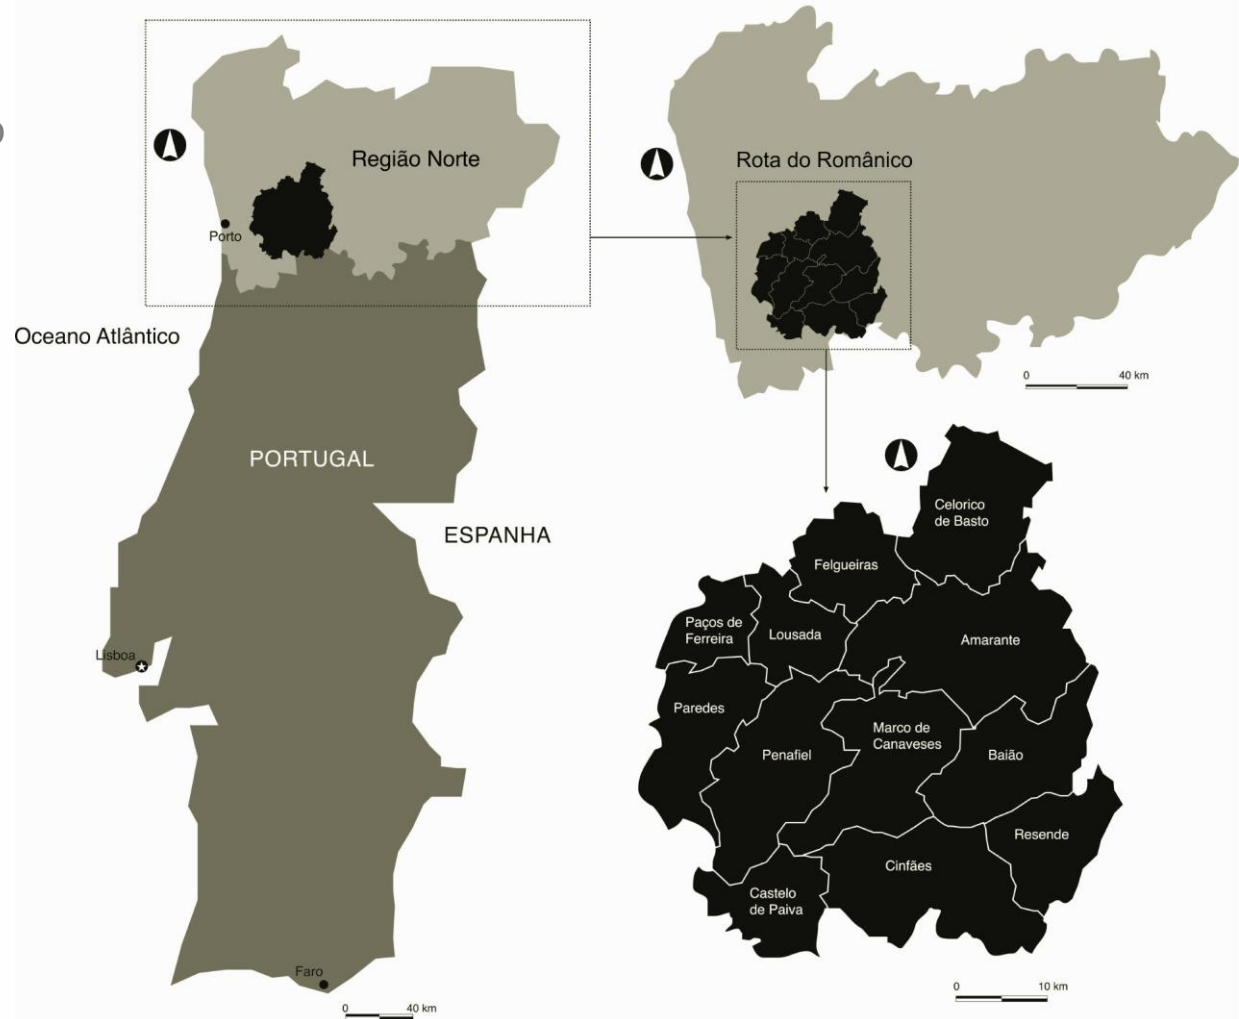 Região Norte
Porto
Oceano Atlântico
PORTUGAL
ESPANHA
Lisboa
Faro
0 40 km
Rota do Românico
0 40 km
Celorico
de Basto
Felgueiras
Paços de
Ferreira
Lousada
Amarante
Paredes
Penafiel
Marco de
Canaveses
Baião
Resende
Cinfães
Castelo
de Paiva
0 10 km